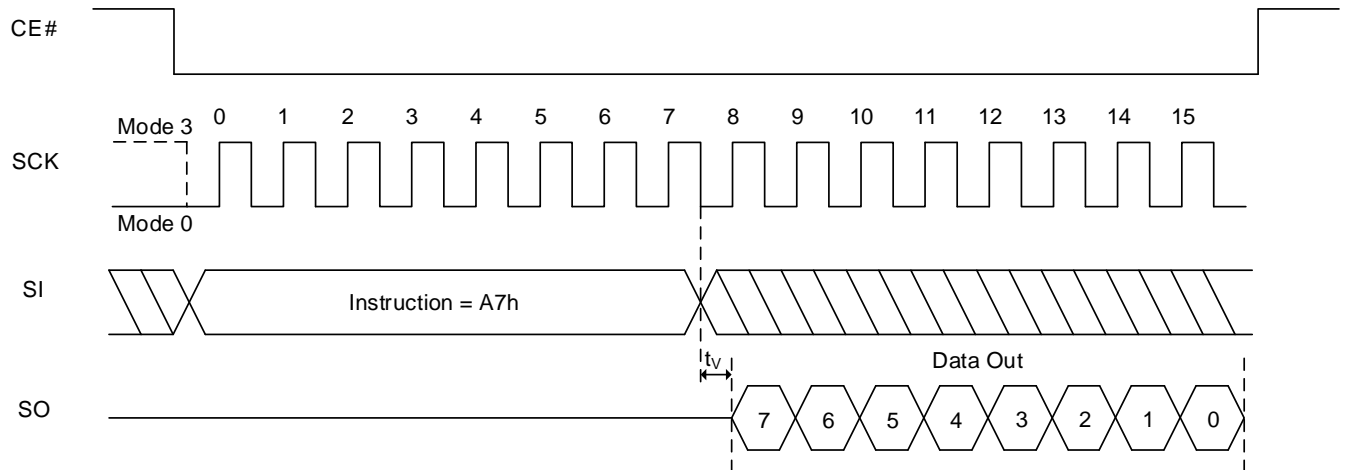 CE#
0 1 2 3 4 5 6 7 8 9 10 11 12 13 14 15
Mode 3
SCK
Mode 0
SI
Instruction = A7h
tV
Data Out
SO
7 6 5 4 3 2 1 0